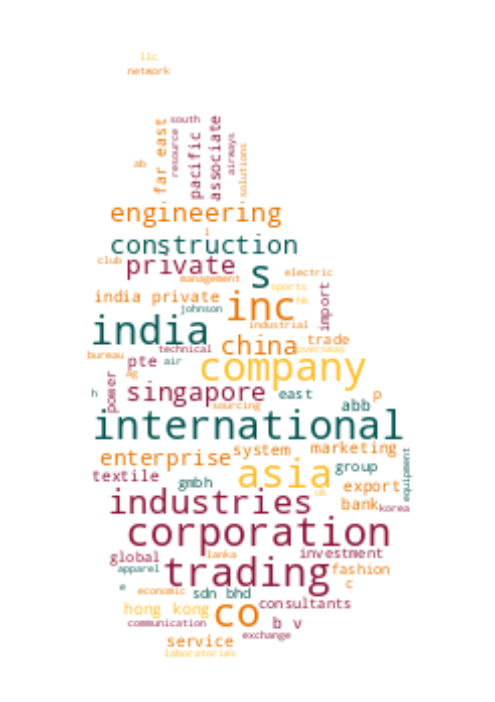 llc
network
south
far east
resource
pacific
associate
airways
solutions
ab
engineering
l
construction
club
private
s
electric
management
sports
india private
inc
hk
import
johnson
industrial
india
china
trade
technical
overseas
bureau
pte
air
company
ag
power
h
singapore
east
sourcing
abb
p
international
enterprise
system
marketing
asia
group
equipment
textile
gmbh
export
uk
industries
bank
korea
corporation
global
lanka
investment
apparel
trading
fashion
e
economic
sdn bhd
c
hong kong
co
consultants
communication
b v
exchange
service
laboratories